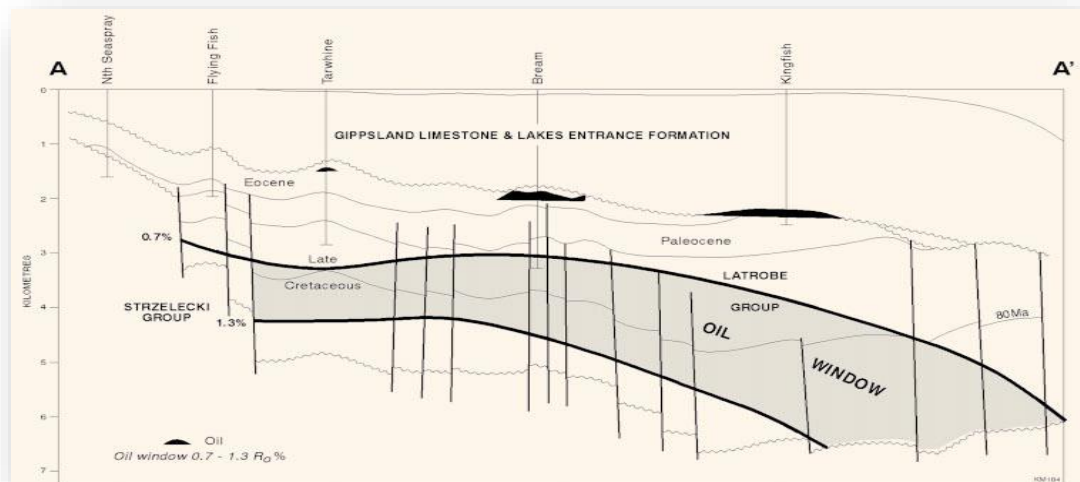 Nth Seaspray
Flying Fish
Tarwhine
Bream
Kingfish
A
A'
0
GIPPSLAND LIMESTONE & LAKES ENTRANCE FORMATION
1
Eocene
2
0.7%
Paleocene
3
Late
LATROBE
Cretaceous
KILOMETRES
STRZELECKI
GROUP
GROUP
4
80Ma
1.3%
OIL
5
WINDOW
6
Oil
Oil window 0.7 - 1.3 Ro%
7